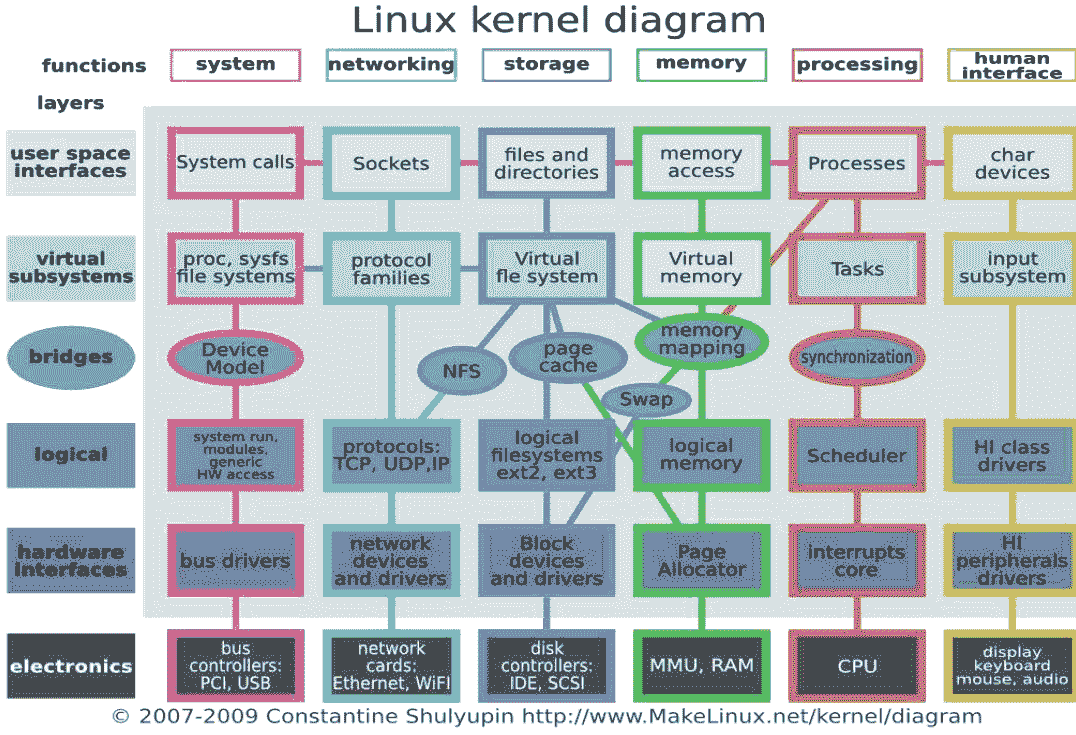 Linux kernel diagram
functions
system
networking
storage
memory
processing
human
interface
layers
user space
interfaces
System calls
Sockets
files and
directories
memory
access
Processes
char
devices
virtual
subsystems
proc, sysfs
file systems
protocol
families
Virtual
fle system
Virtual
memory
Tasks
input
subsystem
bridges
Device
Model
NFS
page
cache
memory
mapping
Swap
synchronization
logical
system run,
modules,
generic
HW access
protocols:
TCP, UDP,IP
logical
filesystems
ext2, ext3
logical
memory
Scheduler
HI class
drivers
hardware
interfaces
bus drivers
network
devices
and drivers
Block
devices
and drivers
Page
Allocator
interrupts
core
HI
peripherals
drivers
electronics
bus
controllers:
PCI, USB
network
cards:
Ethernet, WiFI
disk
controllers:
IDE, SCSI
MMU, RAM
CPU
display
keyboard
mouse, audio
© 2007-2009 Constantine Shulyupin http://www.MakeLinux.net/kernel/diagram